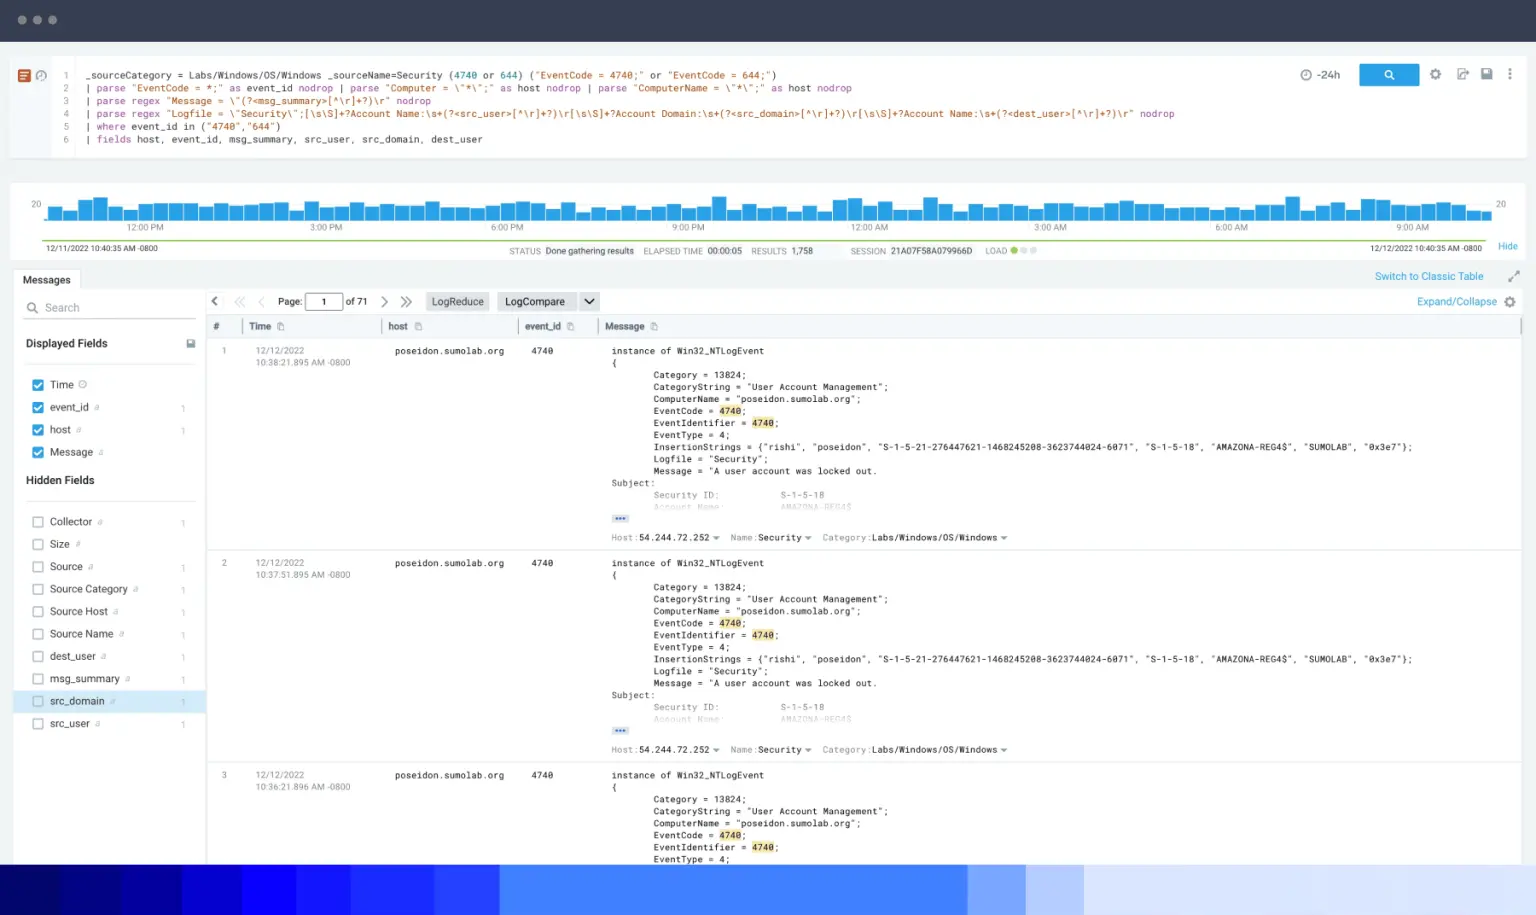 1 _sourceCategory = Labs/Windows/OS/Windows _sourceName=Security (4740 or 644) ("EventCode = 4740;" or "EventCode = 644;")
2 | parse "EventCode = *;" as event_id nodrop | parse "Computer = \"*\";" as host nodrop | parse "ComputerName = \"*\";" as host nodrop
3 | parse regex "Message = \"(?<msg_summary>[^\r]+?)\r" nodrop
4 | parse regex "Logfile = \"Security\";[\s\S]+?Account Name:\s+(?<src_user>[^\r]+?)\r[\s\S]+?Account Domain:\s+(?<src_domain>[^\r]+?)\r[\s\S]+?Account Name:\s+(?<dest_user>[^\r]+?)\r" nodrop
5 | where event_id in ("4740","644")
6 | fields host, event_id, msg_summary, src_user, src_domain, dest_user
-24h
20 20
12:00 PM 3:00 PM 6:00 PM 9:00 PM 12:00 AM 3:00 AM 6:00 AM 9:00 AM
12/11/2022 10:40:35 AM -0800 STATUS Done gathering results ELAPSED TIME 00:00:05 RESULTS 1,758 SESSION 21A07F58A079966D LOAD 12/12/2022 10:40:35 AM -0800 Hide
Messages Switch to Classic Table
Search
Page: 1 of 71 LogReduce LogCompare Expand/Collapse
# Time host event_id Message
Displayed Fields
Time
event_id a 1
host a 1
Message a
Hidden Fields
Collector a 1
Size #
Source a 1
Source Category a 1
Source Host a 1
Source Name a 1
dest_user a 1
msg_summary a 1
src_domain a 1
src_user a 1
1 12/12/2022 poseidon.sumolab.org 4740 instance of Win32_NTLogEvent
10:38:21.895 AM -0800 {
Category = 13824;
CategoryString = "User Account Management";
ComputerName = "poseidon.sumolab.org";
EventCode = 4740;
EventIdentifier = 4740;
EventType = 4;
InsertionStrings = {"rishi", "poseidon", "S-1-5-21-276447621-1468245208-3623744024-6071", "S-1-5-18", "AMAZONA-REG4$", "SUMOLAB", "0x3e7"};
Logfile = "Security";
Message = "A user account was locked out.
Subject:
Security ID: S-1-5-18
Account Name: AMAZONA-REG4$
Host:54.244.72.252 Name:Security Category:Labs/Windows/OS/Windows
2 12/12/2022 poseidon.sumolab.org 4740 instance of Win32_NTLogEvent
10:37:51.895 AM -0800 {
Category = 13824;
CategoryString = "User Account Management";
ComputerName = "poseidon.sumolab.org";
EventCode = 4740;
EventIdentifier = 4740;
EventType = 4;
InsertionStrings = {"rishi", "poseidon", "S-1-5-21-276447621-1468245208-3623744024-6071", "S-1-5-18", "AMAZONA-REG4$", "SUMOLAB", "0x3e7"};
Logfile = "Security";
Message = "A user account was locked out.
Subject:
Security ID: S-1-5-18
Account Name: AMAZONA-REG4$
Host:54.244.72.252 Name:Security Category:Labs/Windows/OS/Windows
3 12/12/2022 poseidon.sumolab.org 4740 instance of Win32_NTLogEvent
10:36:21.896 AM -0800 {
Category = 13824;
CategoryString = "User Account Management";
ComputerName = "poseidon.sumolab.org";
EventCode = 4740;
EventIdentifier = 4740;
EventType = 4;